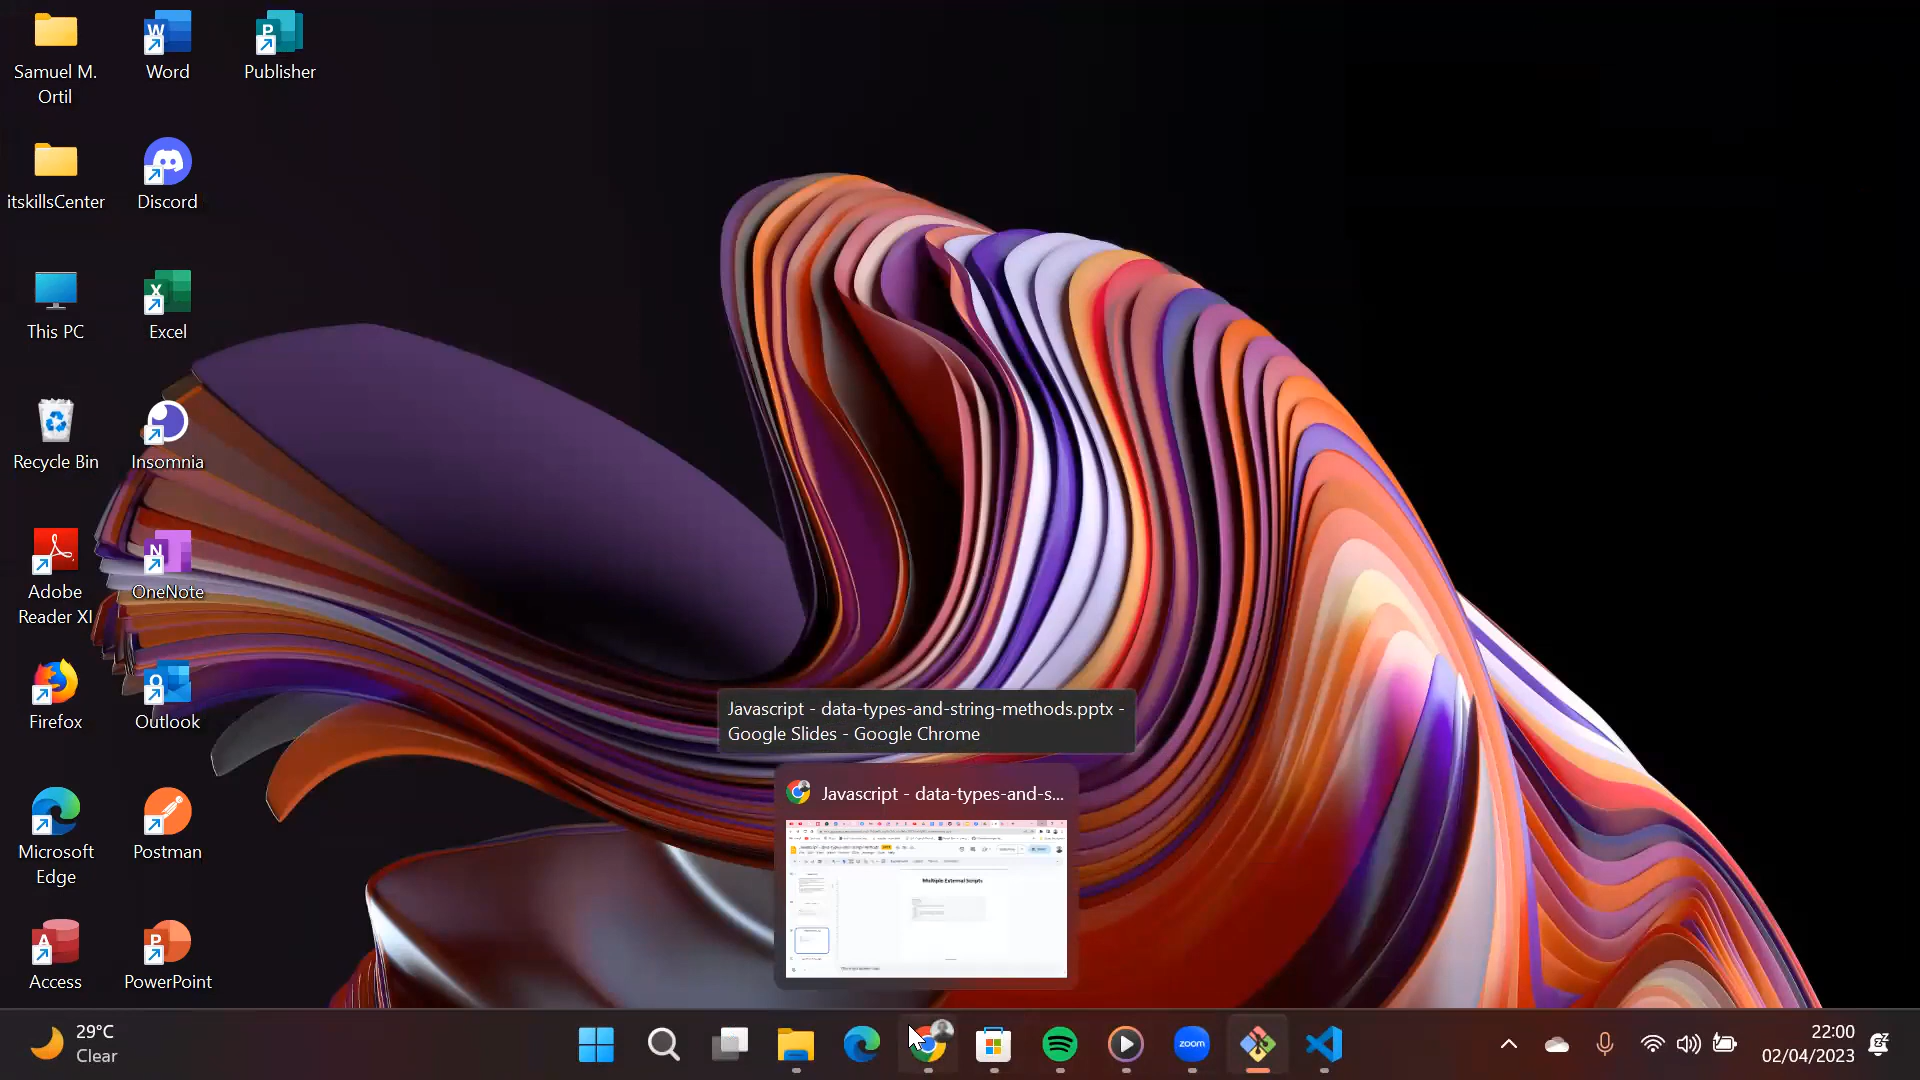 Samuel M.
Ortil
Word
Publisher
itskillsCenter
Discord
This PC
Excel
Recycle Bin
Insomnia
Adobe
Reader XI
OneNote
Firefox
Outlook
Microsoft
Edge
Postman
Access
PowerPoint
Javascript - data-types-and-string-methods.pptx -
Google Slides - Google Chrome
Javascript - data-types-and-s...
Multiple External Scripts
29°C
Clear
zoom
22:00
02/04/2023